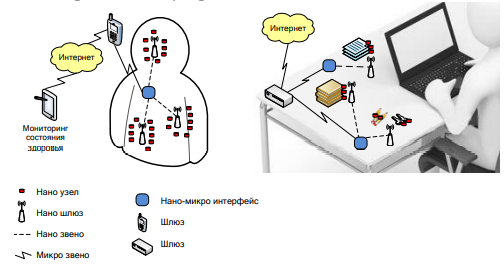 Интернет
Мониторинг
состояния
здоровья
Интернет
Нано узел
Нано шлюз
Нано звено
Микро звено
Нано-микро интерфейс
Шлюз
Шлюз